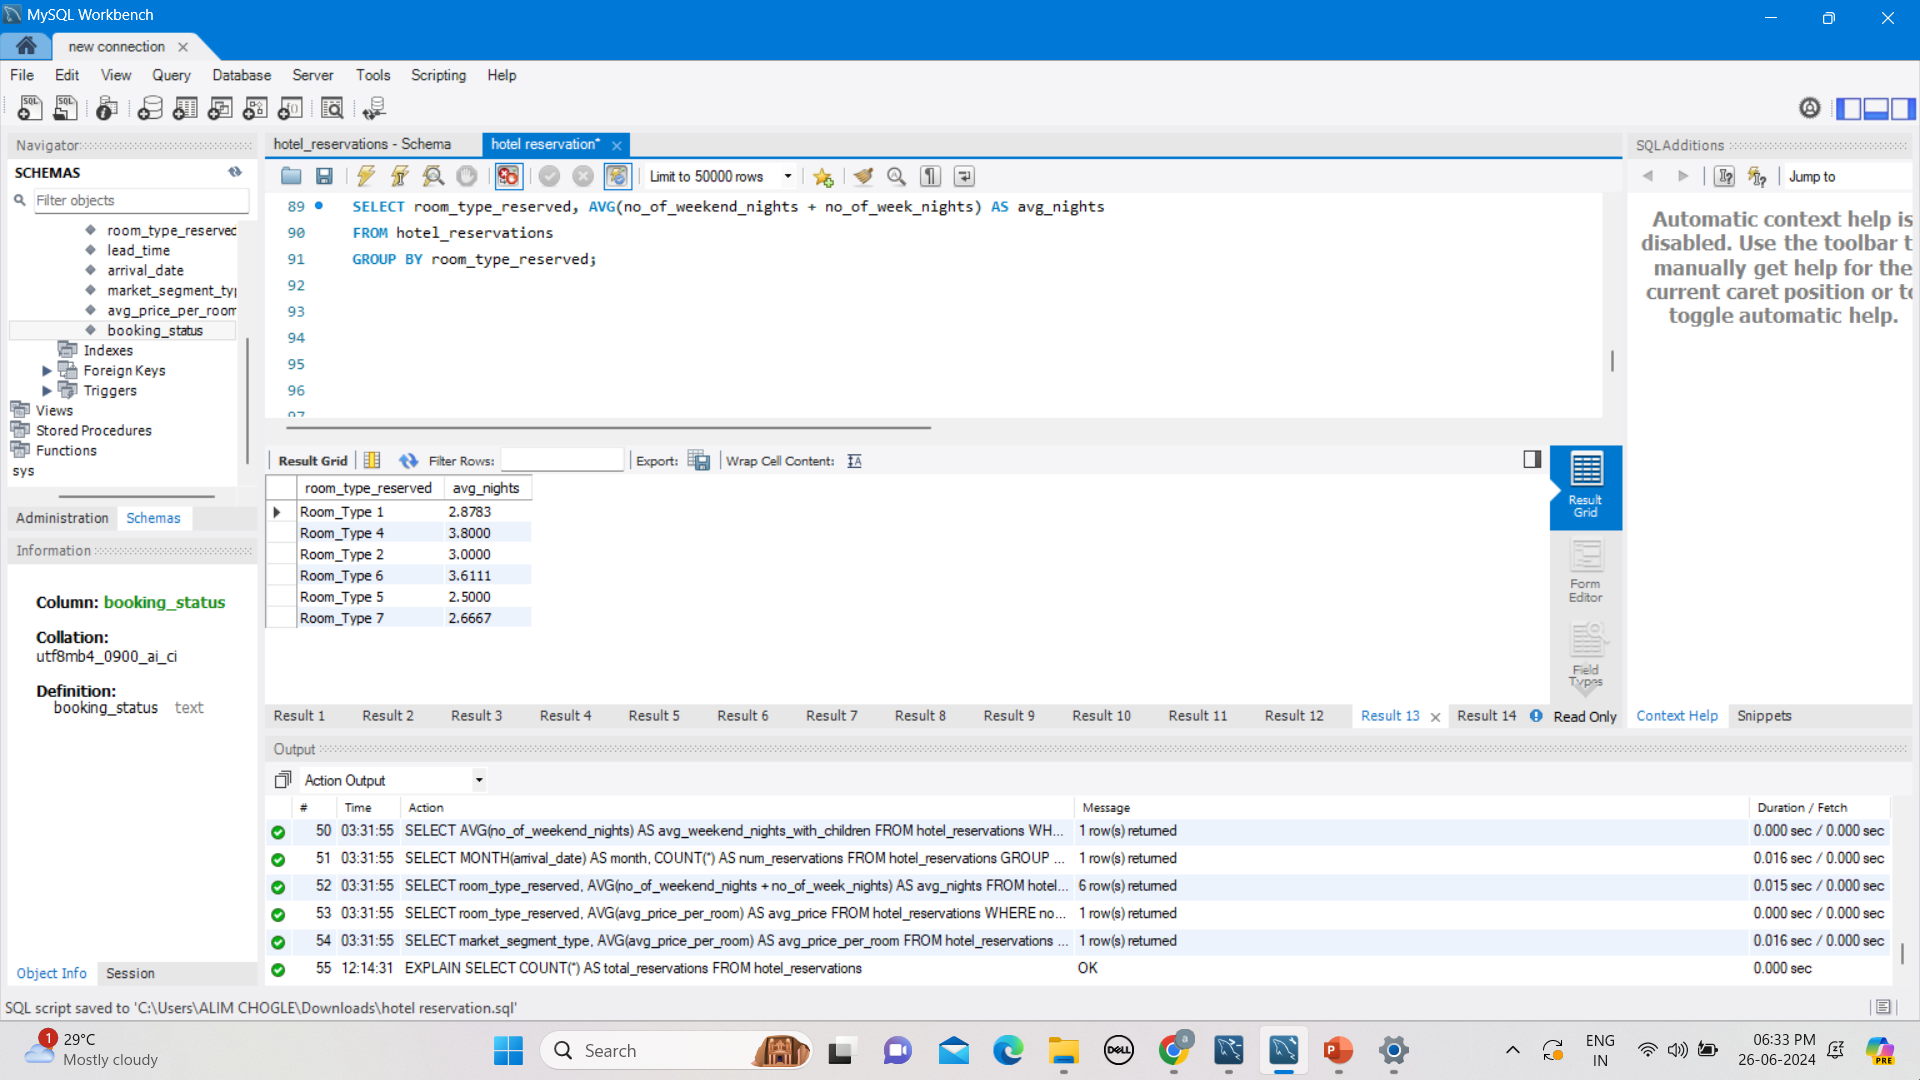 MySQL Workbench
new connection
File Edit View Query Database Server Tools Scripting Help
Navigator
SCHEMAS
Filter objects
room_type_reserved
lead_time
arrival_date
market_segment_typ
avg_price_per_room
booking_status
Indexes
Foreign Keys
Triggers
Views
Stored Procedures
Functions
sys
Administration Schemas
Information
Column: booking_status
Collation:
utf8mb4_0900_ai_ci
Definition:
booking_status text
Object Info Session
hotel_reservations - Schema hotel reservation*
Limit to 50000 rows
89 SELECT room_type_reserved, AVG(no_of_weekend_nights + no_of_week_nights) AS avg_nights
90 FROM hotel_reservations
91 GROUP BY room_type_reserved;
92
93
94
95
96
97
Result Grid Filter Rows: Export: Wrap Cell Content:
room_type_reserved avg_nights
Room_Type 1 2.8783
Room_Type 4 3.8000
Room_Type 2 3.0000
Room_Type 6 3.6111
Room_Type 5 2.5000
Room_Type 7 2.6667
Result
Grid
Form
Editor
Field
Types
Result 1 Result 2 Result 3 Result 4 Result 5 Result 6 Result 7 Result 8 Result 9 Result 10 Result 11 Result 12 Result 13 Result 14 Read Only
SQLAdditions
Jump to
Automatic context help is
disabled. Use the toolbar t
manually get help for the
current caret position or to
toggle automatic help.
Context Help Snippets
Output
Action Output
# Time Action Message Duration / Fetch
50 03:31:55 SELECT AVG(no_of_weekend_nights) AS avg_weekend_nights_with_children FROM hotel_reservations WH... 1 row(s) returned 0.000 sec / 0.000 sec
51 03:31:55 SELECT MONTH(arrival_date) AS month, COUNT(*) AS num_reservations FROM hotel_reservations GROUP ... 1 row(s) returned 0.016 sec / 0.000 sec
52 03:31:55 SELECT room_type_reserved, AVG(no_of_weekend_nights + no_of_week_nights) AS avg_nights FROM hotel... 6 row(s) returned 0.015 sec / 0.000 sec
53 03:31:55 SELECT room_type_reserved, AVG(avg_price_per_room) AS avg_price FROM hotel_reservations WHERE no... 1 row(s) returned 0.000 sec / 0.000 sec
54 03:31:55 SELECT market_segment_type, AVG(avg_price_per_room) AS avg_price_per_room FROM hotel_reservations ... 1 row(s) returned 0.016 sec / 0.000 sec
55 12:14:31 EXPLAIN SELECT COUNT(*) AS total_reservations FROM hotel_reservations OK 0.000 sec
SQL script saved to 'C:\Users\ALIM CHOGLE\Downloads\hotel reservation.sql'
1
29°C
Mostly cloudy
Search
DELL
a
P
ENG
IN
06:33 PM
26-06-2024
PRE